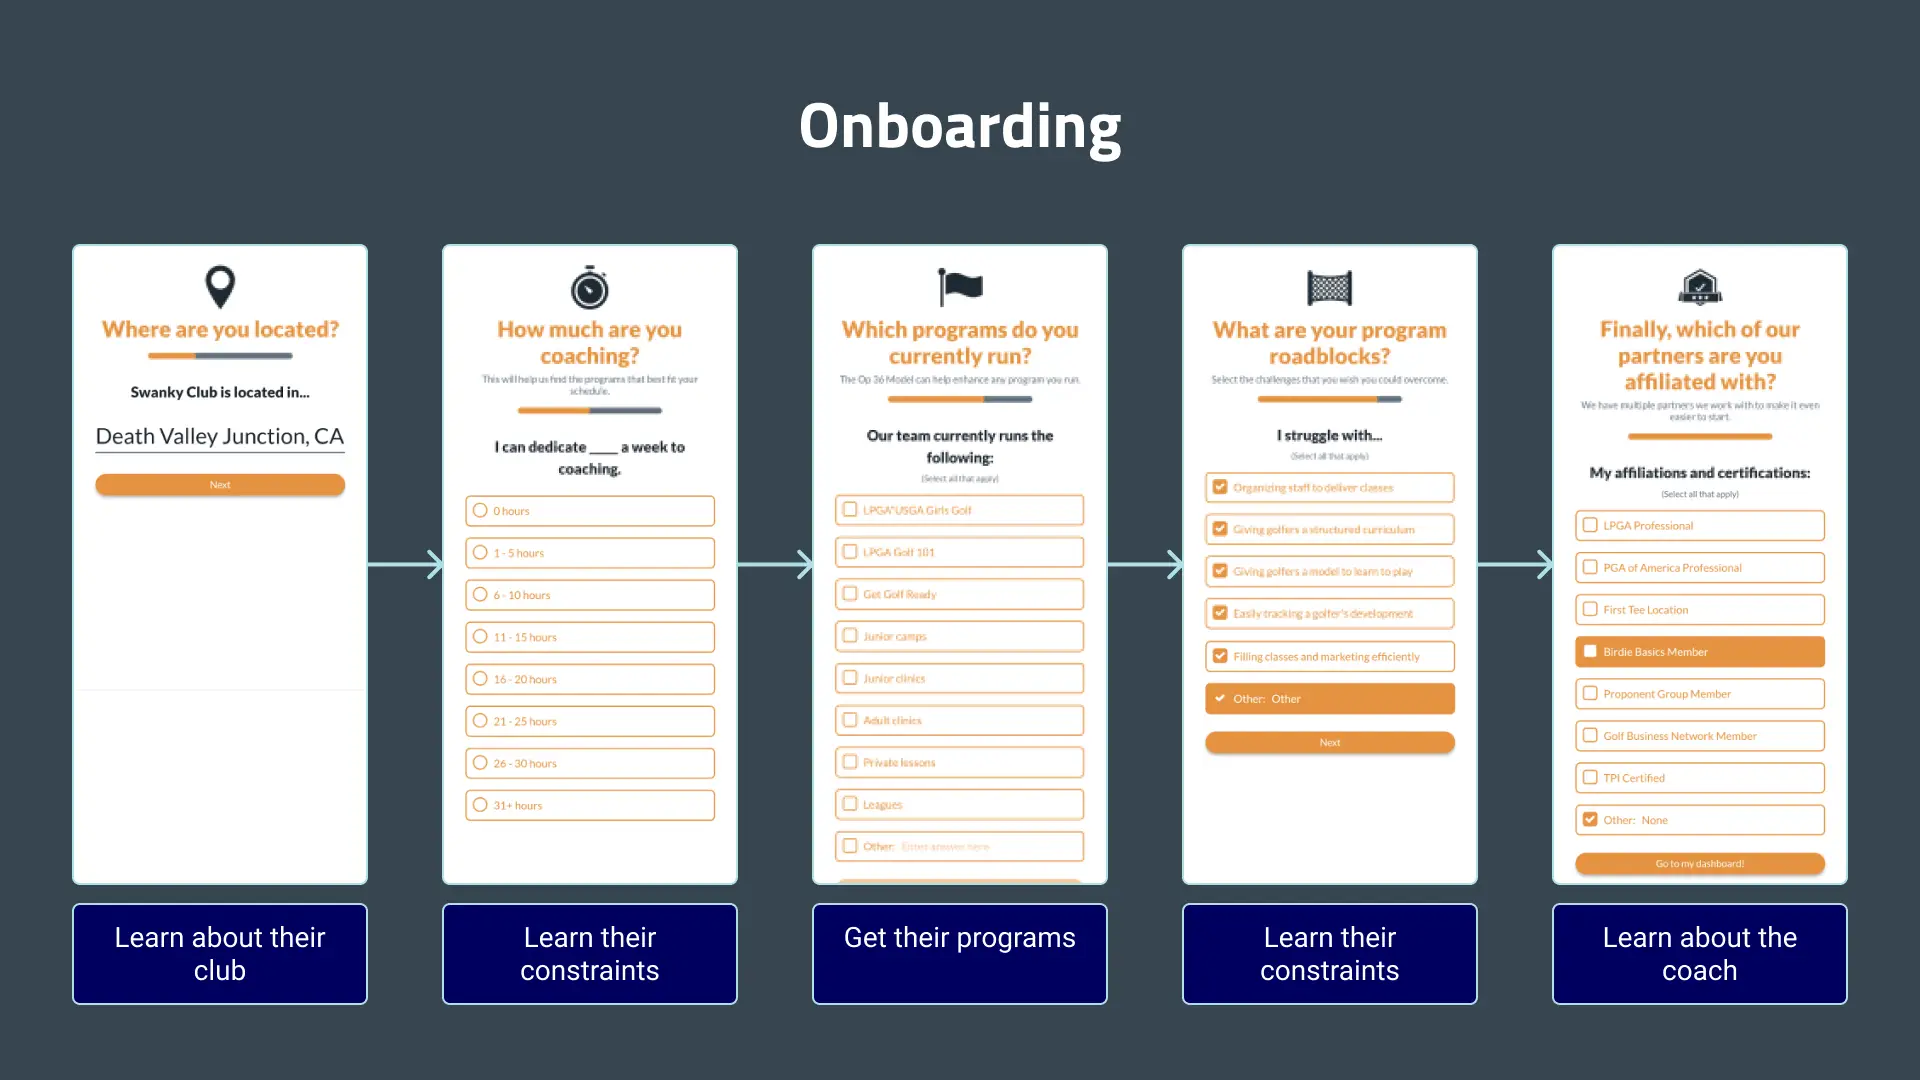 Onboarding
Where are you located?
Swanky Club is located in...
Death Valley Junction, CA
Next
Learn about their
club
How much are you
coaching?
This will help us find the programs that best fit your
schedule.
I can dedicate ____ a week to
coaching.
0 hours
1 - 5 hours
6 - 10 hours
11 - 15 hours
16 - 20 hours
21 - 25 hours
26 - 30 hours
31+ hours
Learn their
constraints
Which programs do you
currently run?
The Op 36 Model can help enhance any program you run.
Our team currently runs the
following:
(Select all that apply)
LPGA*USGA Girls Golf
LPGA Golf 101
Get Golf Ready
Junior camps
Junior clinics
Adult clinics
Private lessons
Leagues
Other: Enter answer here
Get their programs
What are your program
roadblocks?
Select the challenges that you wish you could overcome.
I struggle with...
(Select all that apply)
Organizing staff to deliver classes
Giving golfers a structured curriculum
Giving golfers a model to learn to play
Easily tracking a golfer's development
Filling classes and marketing efficiently
Other: Other
Next
Learn their
constraints
Finally, which of our
partners are you
affiliated with?
We have multiple partners we work with to make it even
easier to start.
My affiliations and certifications:
(Select all that apply)
LPGA Professional
PGA of America Professional
First Tee Location
Birdie Basics Member
Proponent Group Member
Golf Business Network Member
TPI Certified
Other: None
Go to my dashboard!
Learn about the
coach